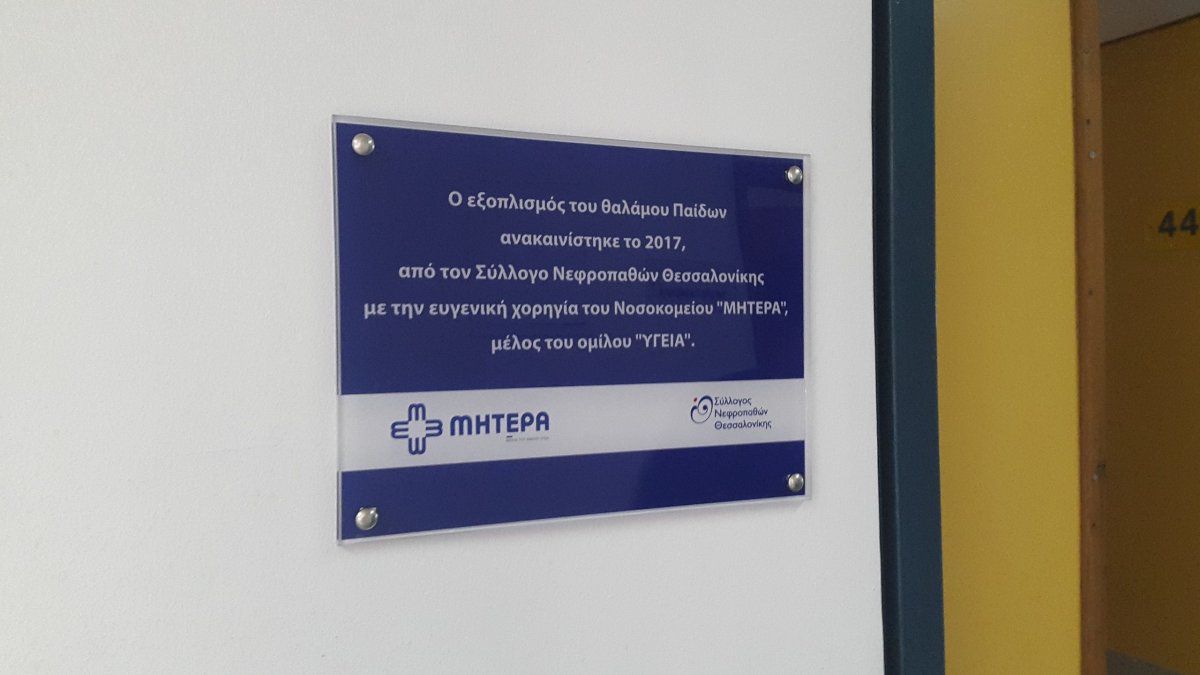 Ο εξοπλισμός του θαλάμου Παίδων
ανακαινίστηκε το 2017,
από τον Σύλλογο Νεφροπαθών Θεσσαλονίκης
με την ευγενική χορηγία του Νοσοκομείου "ΜΗΤΕΡΑ",
μέλος του ομίλου "ΥΓΕΙΑ".
ΜΗΤΕΡΑ
Σύλλογος
Νεφροπαθών
Θεσσαλονίκης
44